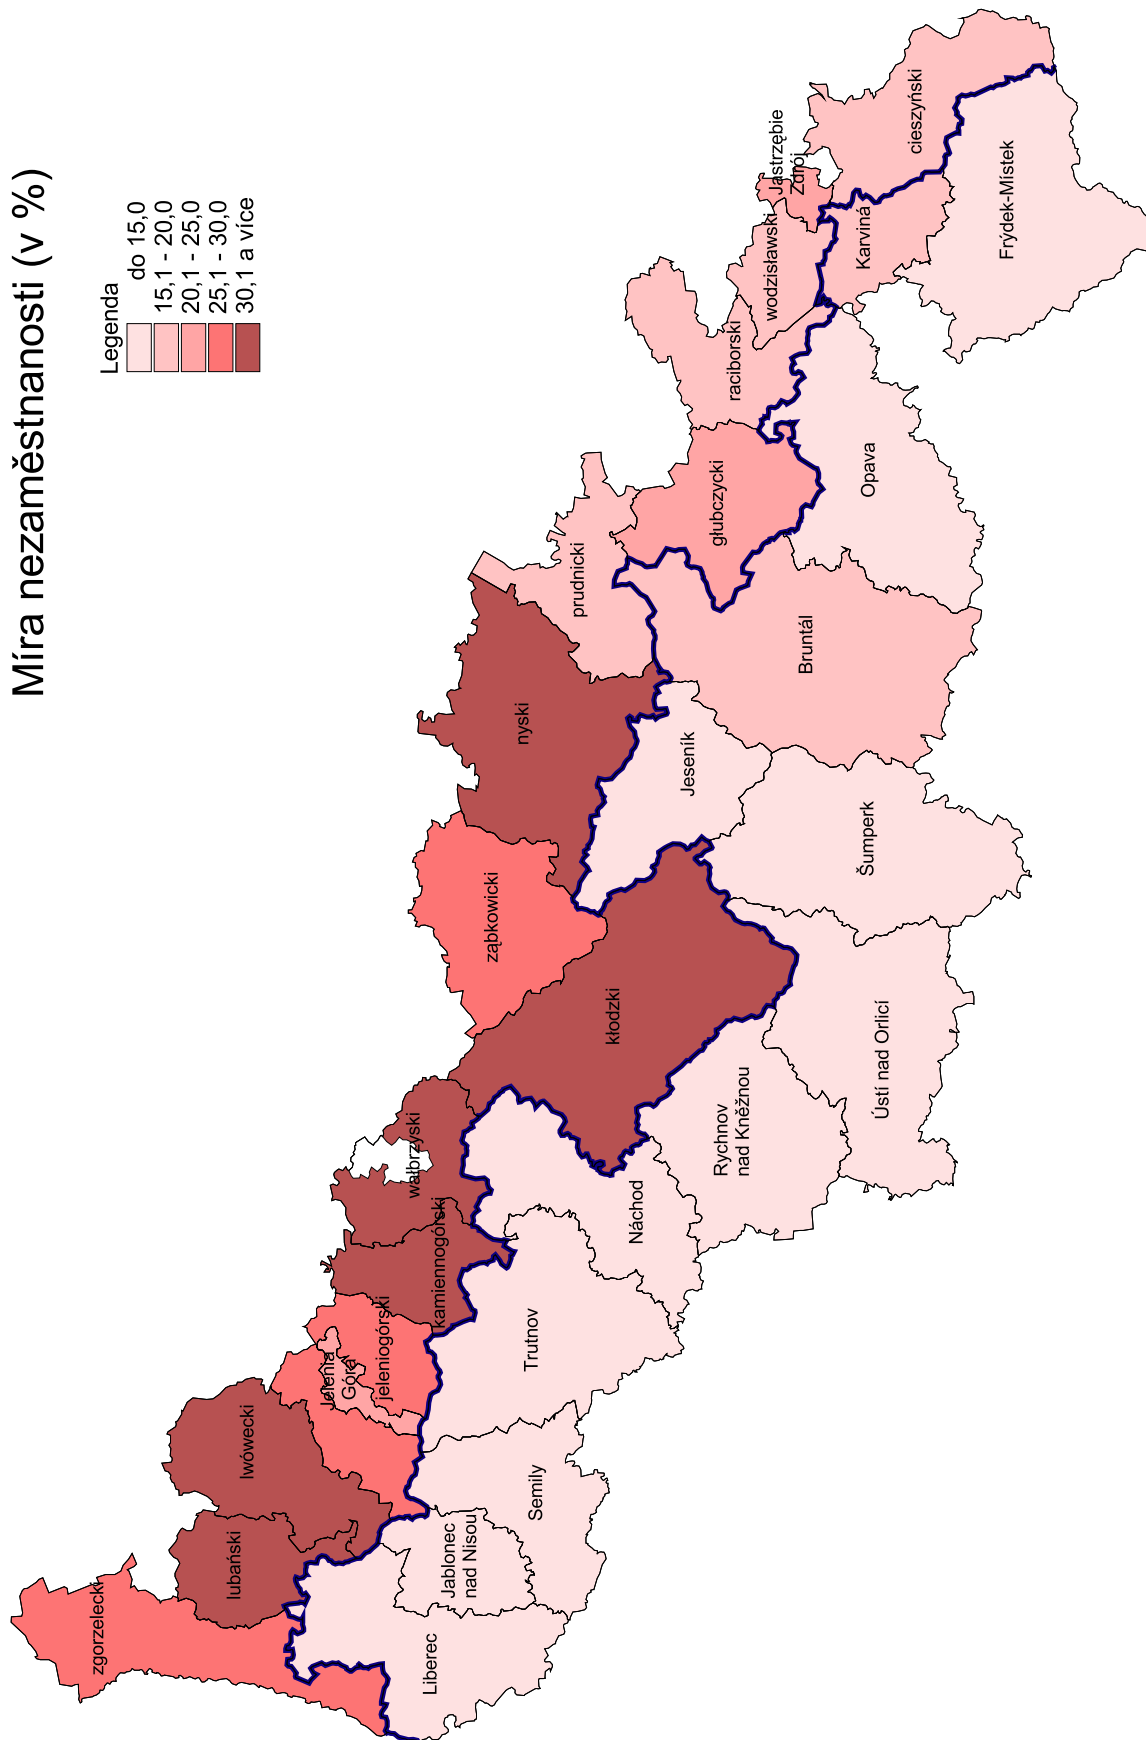 Míra nezaměstnanosti (v %)
Legenda
do 15,0
15,1 - 20,0
20,1 - 25,0
25,1 - 30,0
30,1 a více
zgorzelecki
lubański
lwówecki
Jelenia
Góra
jeleniogórski
kamiennogórski
wałbrzyski
kłodzki
ząbkowicki
nyski
prudnicki
głubczycki
raciborski
wodzisławski
Jastrzębie
Zdrój
cieszyński
Liberec
Jablonec
nad Nisou
Semily
Trutnov
Náchod
Rychnov
nad Kněžnou
Ústí nad Orlicí
Šumperk
Jeseník
Bruntál
Opava
Karviná
Frýdek-Místek